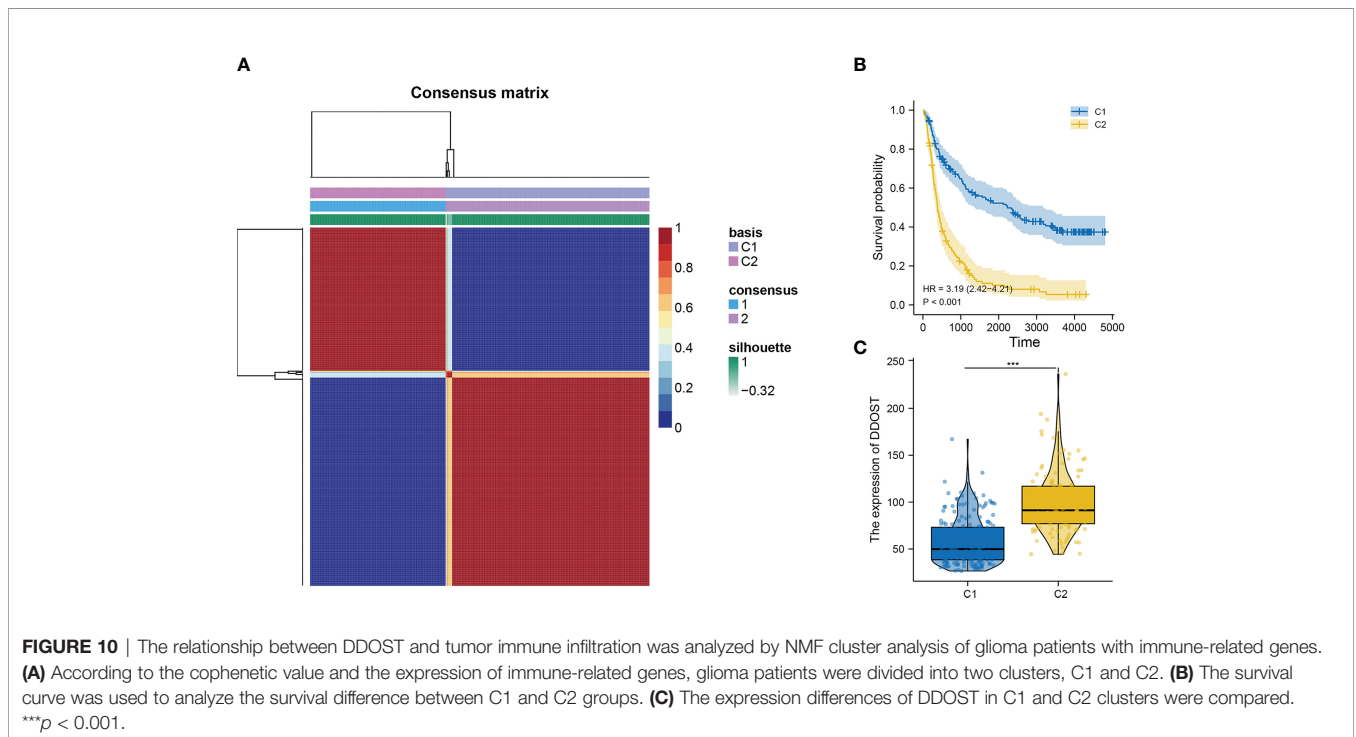 A
Consensus matrix
1
0.8
0.6
0.4
0.2
0
basis
C1
C2
consensus
1
2
silhouette
1
−0.32
B
Survival probability
1.0
0.8
0.6
0.4
0.2
0.0
C1
C2
HR = 3.19 (2.42−4.21)
P < 0.001
0 1000 2000 3000 4000 5000
Time
C
The expression of DDOST
250
200
150
100
50
***
C1 C2
FIGURE 10 | The relationship between DDOST and tumor immune infiltration was analyzed by NMF cluster analysis of glioma patients with immune-related genes.
(A) According to the cophenetic value and the expression of immune-related genes, glioma patients were divided into two clusters, C1 and C2. (B) The survival
curve was used to analyze the survival difference between C1 and C2 groups. (C) The expression differences of DDOST in C1 and C2 clusters were compared.
***p < 0.001.